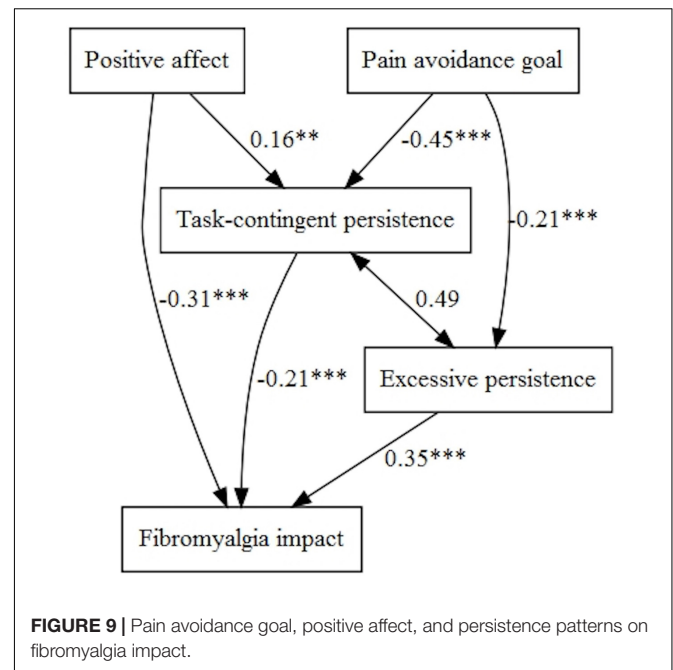 Positive affect
Pain avoidance goal
0.16**
-0.45***
Task-contingent persistence
-0.21***
-0.31***
0.49
-0.21***
Excessive persistence
0.35***
Fibromyalgia impact
FIGURE 9 | Pain avoidance goal, positive affect, and persistence patterns on
fibromyalgia impact.